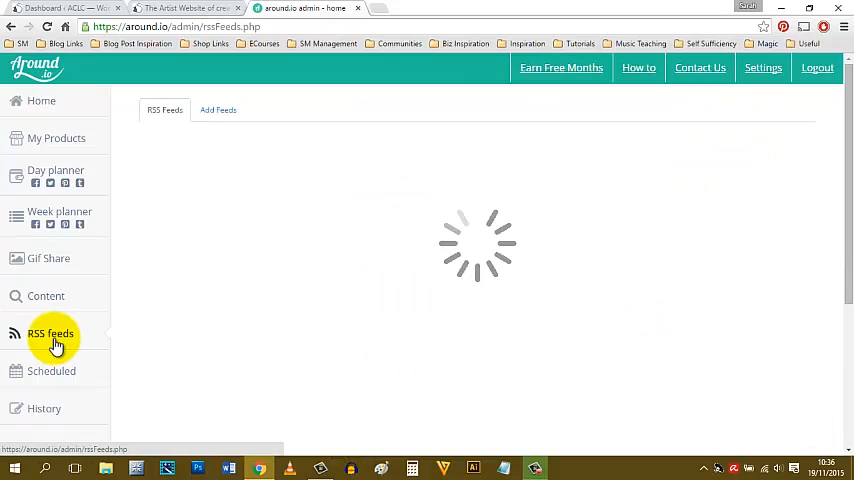 Sarah
Dashboard ‹ ACLC — Wo
The Artist Website of crea
around.io admin - home
https://around.io/admin/rssFeeds.php
SM
Blog Links
Blog Post Inspiration
Shop Links
ECourses
SM Management
Communities
Biz Inspiration
Inspiration
Tutorials
Music Teaching
Self Sufficiency
Magic
Useful
Around.io
Earn Free Months
How to
Contact Us
Settings
Logout
Home
My Products
Day planner
Week planner
Gif Share
Content
RSS feeds
Scheduled
History
RSS Feeds
Add Feeds
https://around.io/admin/rssFeeds.php
10:36
19/11/2015